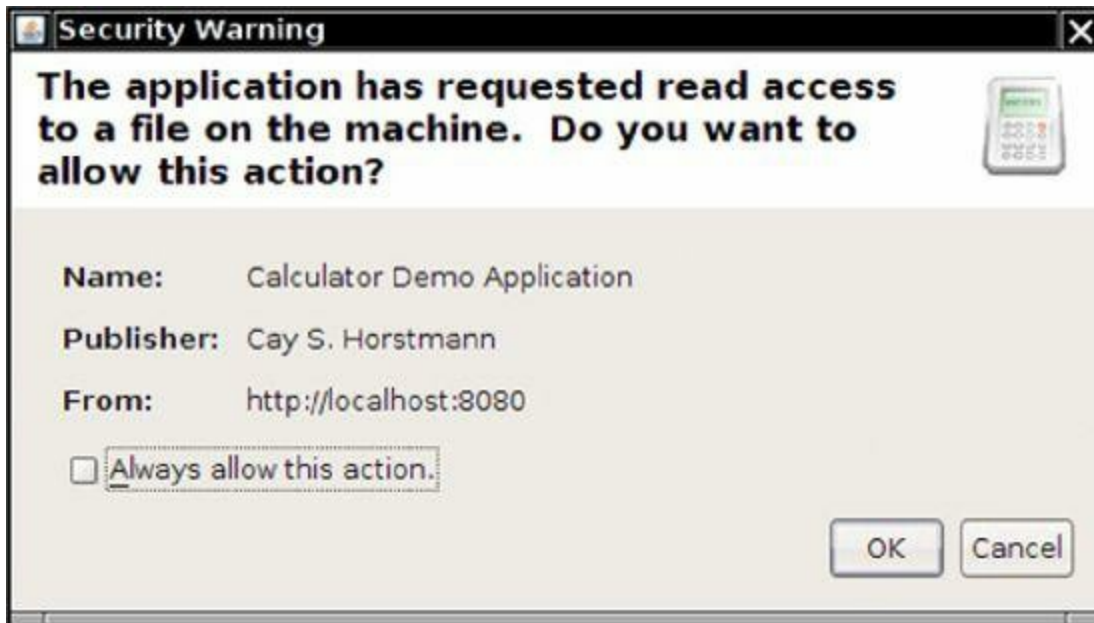 Security Warning
The application has requested read access
to a file on the machine. Do you want to
allow this action?
Name: Calculator Demo Application
Publisher: Cay S. Horstmann
From: http://localhost:8080
Always allow this action.
OK Cancel